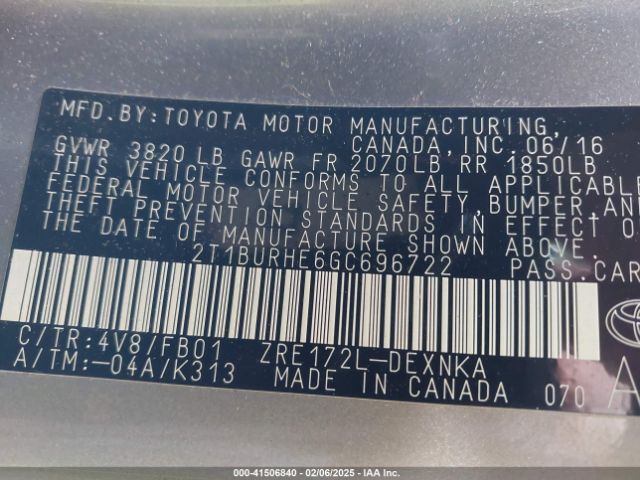 MFD. BY: TOYOTA MOTOR MANUFACTURING,
CANADA, INC. 06/16
GVWR 3820 LB GAWR FR 2070LB RR 1850LB
THIS VEHICLE CONFORMS TO ALL APPLICABLE
FEDERAL MOTOR VEHICLE SAFETY, BUMPER, AND
THEFT PREVENTION STANDARDS IN EFFECT O
THE DATE OF MANUFACTURE SHOWN ABOVE.
2T1BURHE6GC696722 PASS.CAR
C/TR:4V8/FB01 ZRE172L-DEXNKA
A/TM:-04A/K313 MADE IN CANADA 070 A
000-41506840 - 02/06/2025 - IAA Inc.